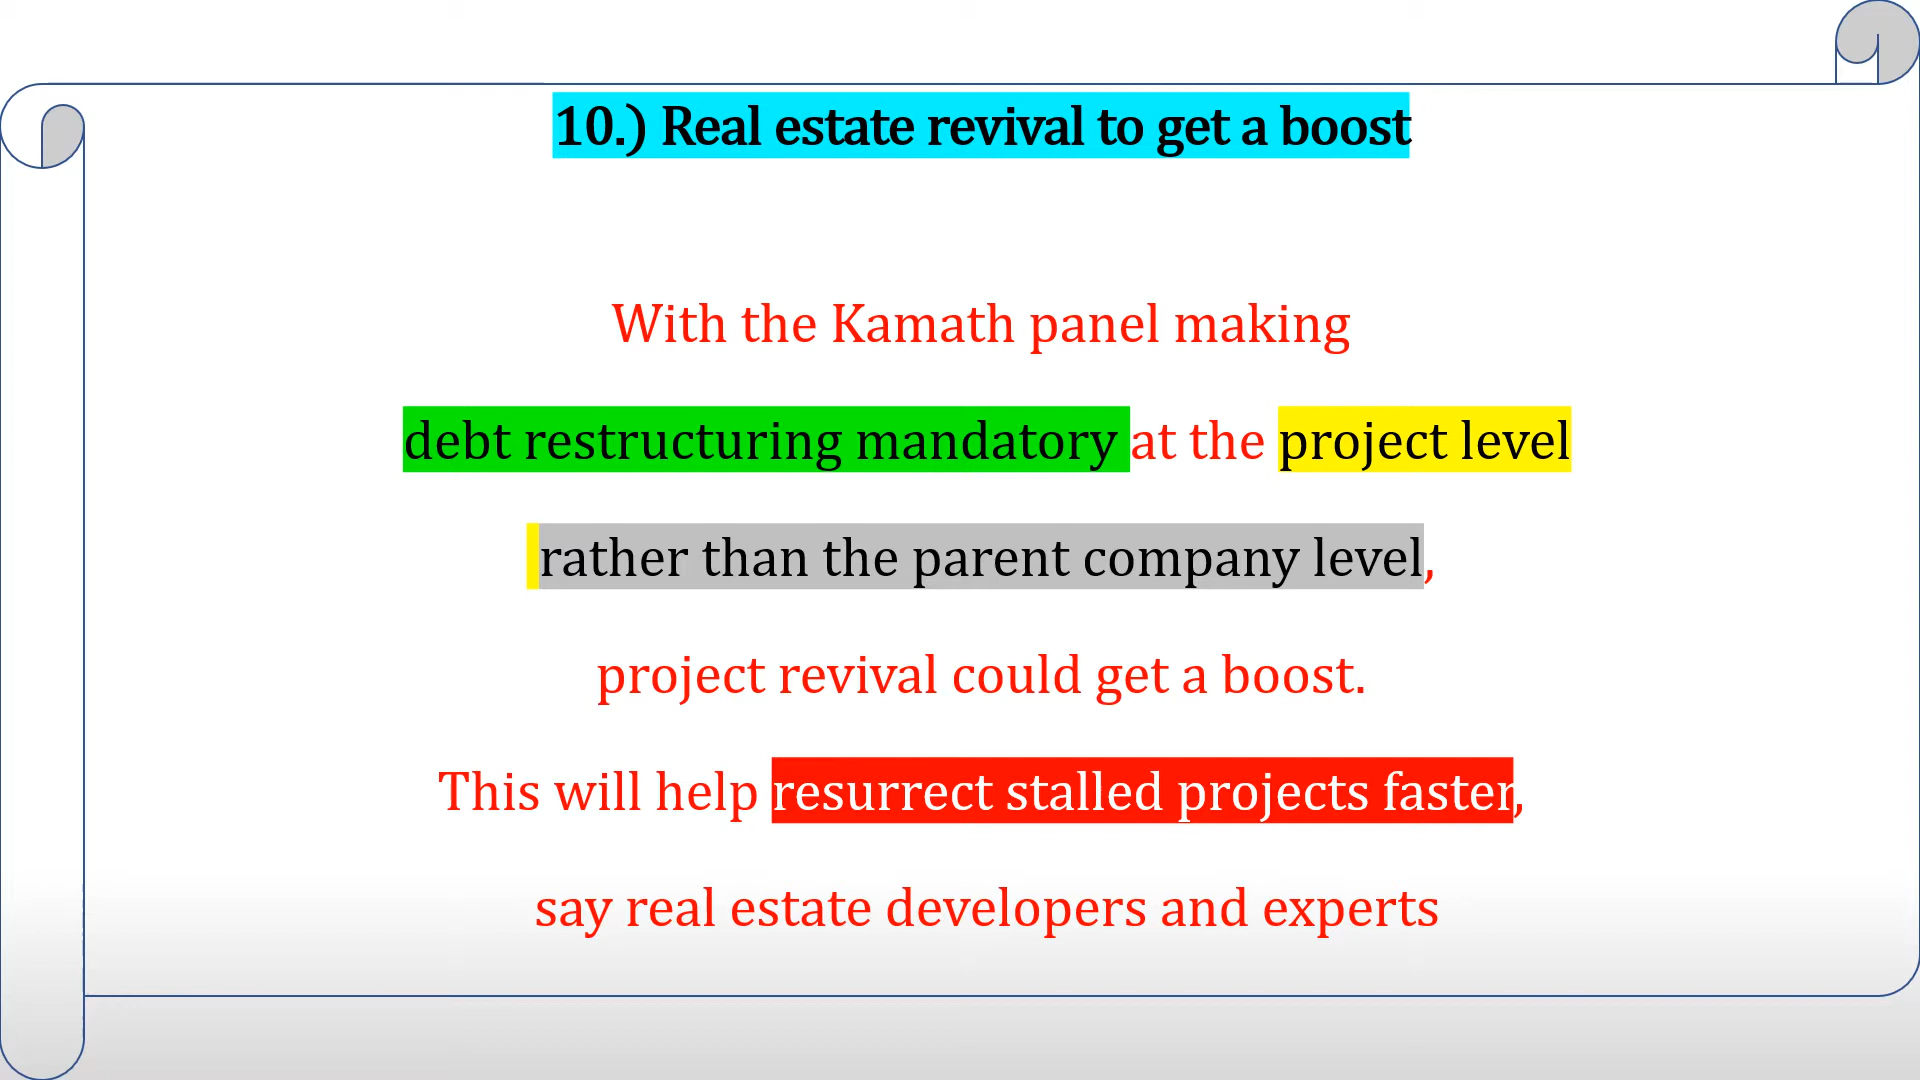 10.) Real estate revival to get a boost
With the Kamath panel making
debt restructuring mandatory at the project level
rather than the parent company level,
project revival could get a boost.
This will help resurrect stalled projects faster,
say real estate developers and experts